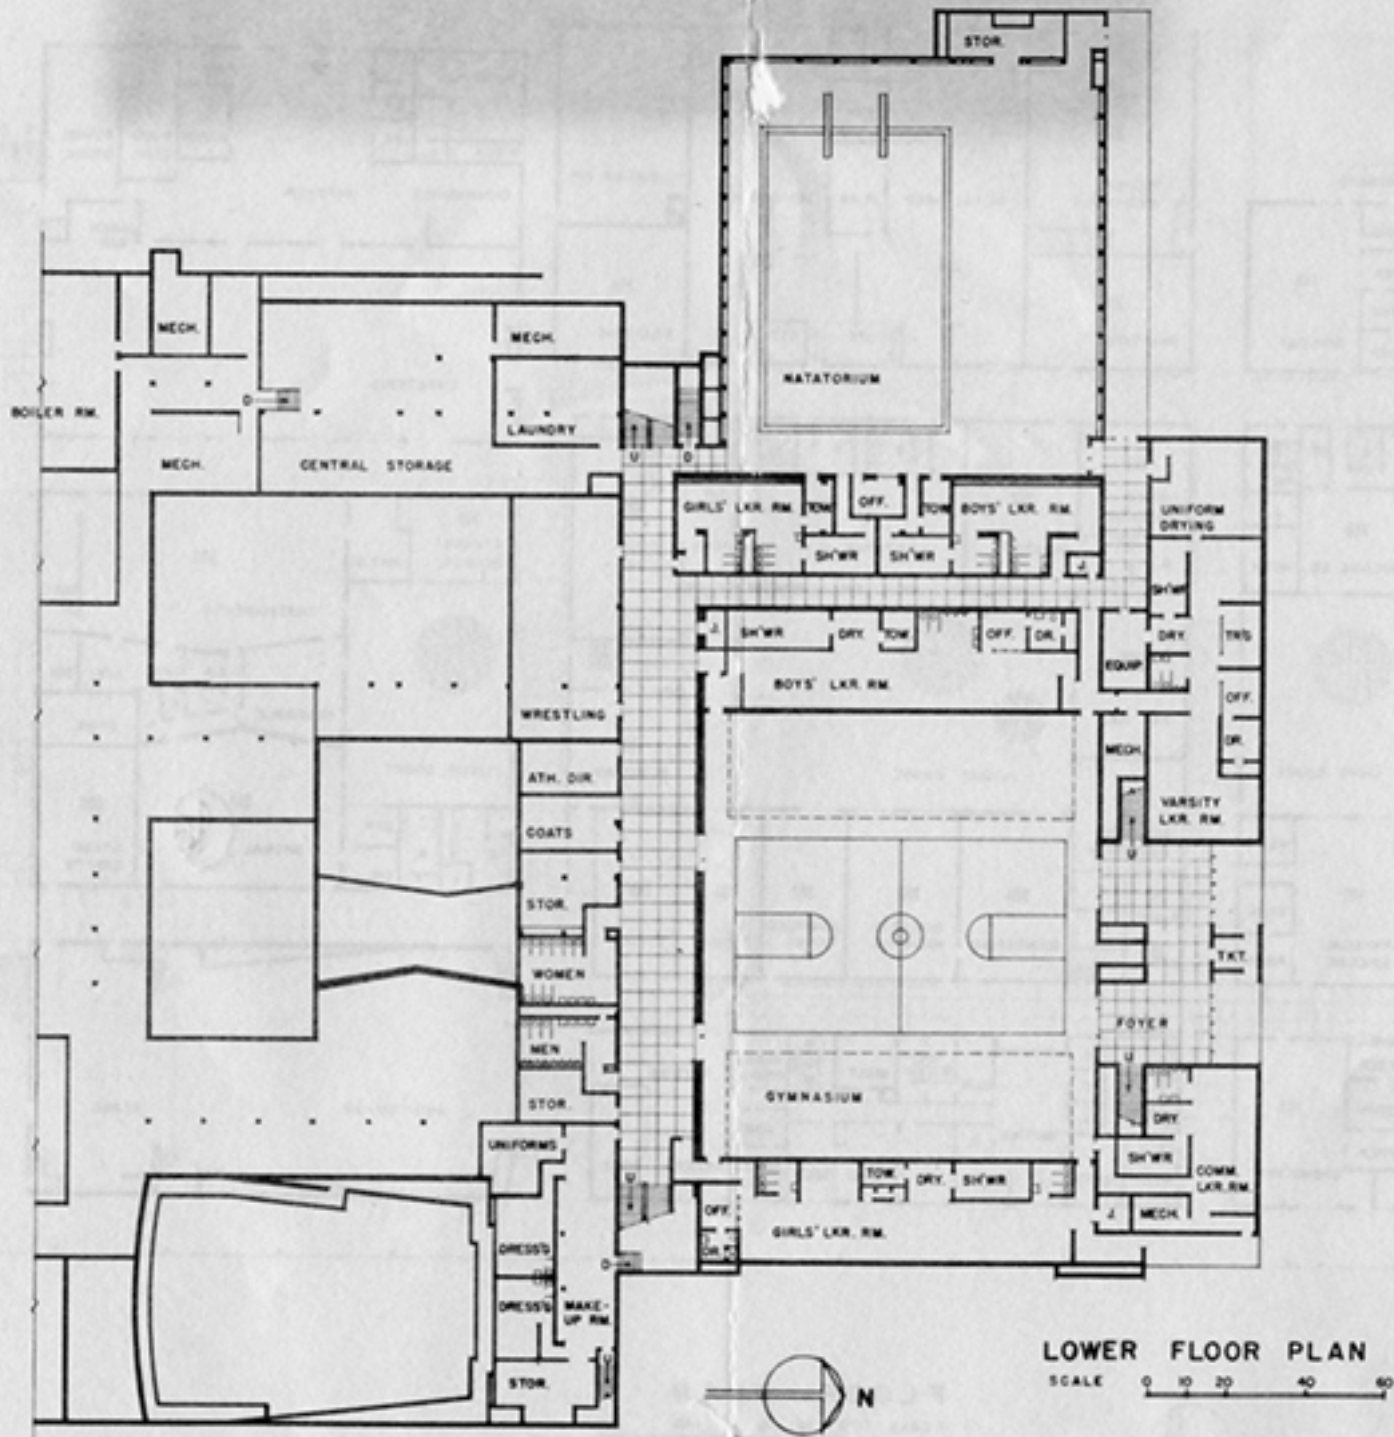 STOR.
MECH.
MECH.
NATATORIUM
BOILER RM.
D
LAUNDRY
MECH.
CENTRAL STORAGE
U
D
GIRLS' LKR. RM.
TOW.
OFF.
TOW.
BOYS' LKR. RM.
UNIFORM
DRYING
SH'WR
SH'WR
J.
SH'WR
J.
SH'WR
DRY.
TOW.
OFF.
DR.
DRY.
TR'G
EQUIP.
BOYS' LKR. RM.
OFF.
WRESTLING
MECH.
DR.
ATH. DIR.
VARSITY
LKR. RM.
COATS
U
STOR.
WOMEN
TKT.
FOYER
MEN
U
STOR.
GYMNASIUM
UNIFORMS
DRY.
SH'WR
U
TOW.
DRY.
SH'WR
COMM.
LKR. RM.
OFF.
J.
MECH.
GIRLS' LKR. RM.
DRESS'G
DR.
D
DRESS'G
MAKE-
UP RM.
STOR.
LOWER FLOOR PLAN
SCALE 0 10 20 40 60
N